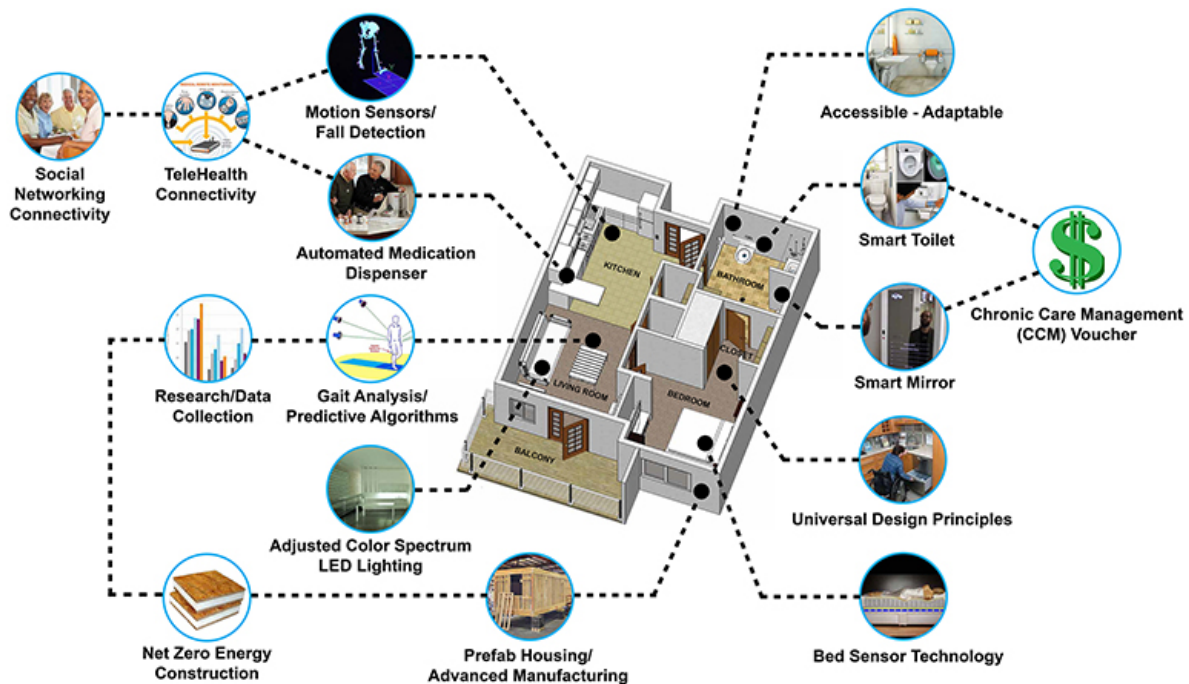 Social
Networking
Connectivity
TeleHealth
Connectivity
Motion Sensors/
Fall Detection
Automated Medication
Dispenser
Accessible - Adaptable
Smart Toilet
Chronic Care Management
(CCM) Voucher
Smart Mirror
KITCHEN
BATHROOM
CLOSET
LIVING ROOM
BEDROOM
BALCONY
Research/Data
Collection
Gait Analysis/
Predictive Algorithms
Adjusted Color Spectrum
LED Lighting
Universal Design Principles
Net Zero Energy
Construction
Prefab Housing/
Advanced Manufacturing
Bed Sensor Technology